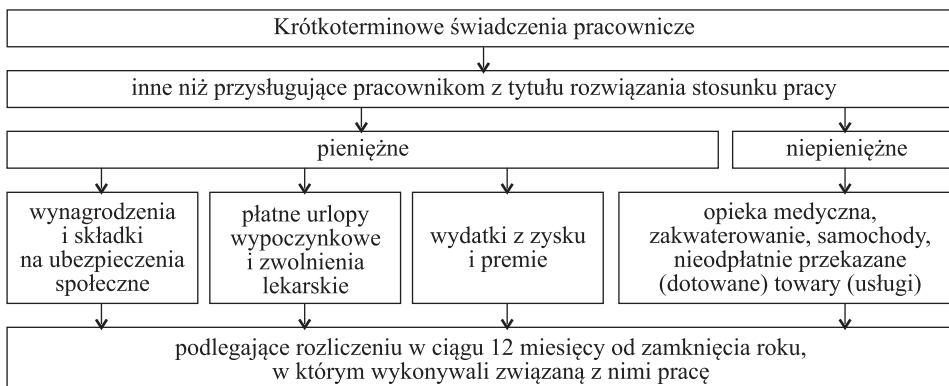 Krótkoterminowe świadczenia pracownicze
inne niż przysługujące pracownikom z tytułu rozwiązania stosunku pracy
pieniężne
niepieniężne
wynagrodzenia
i składki
na ubezpieczenia
społeczne
płatne urlopy
wypoczynkowe
i zwolnienia
lekarskie
wydatki z zysku
i premie
opieka medyczna,
zakwaterowanie, samochody,
nieodpłatnie przekazane
(dotowane) towary (usługi)
podlegające rozliczeniu w ciągu 12 miesięcy od zamknięcia roku,
w którym wykonywali związaną z nimi pracę